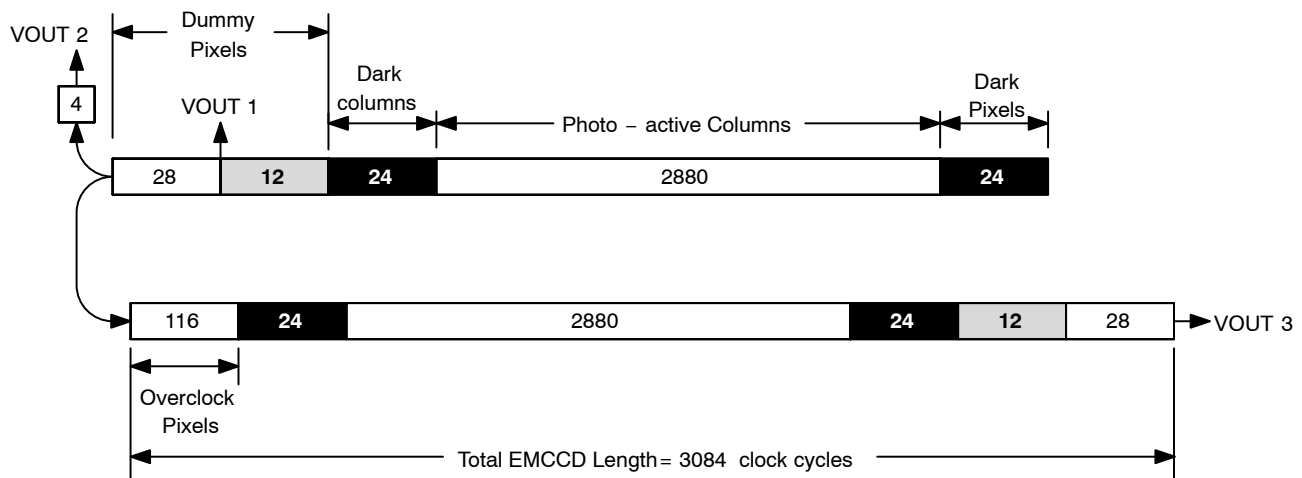 Dummy
Pixels
VOUT 2
4
VOUT 1
Dark
columns
Photo – active Columns
Dark
Pixels
28 12 24 2880 24
116 24 2880 24 12 28
VOUT 3
Overclock
Pixels
Total EMCCD Length= 3084 clock cycles